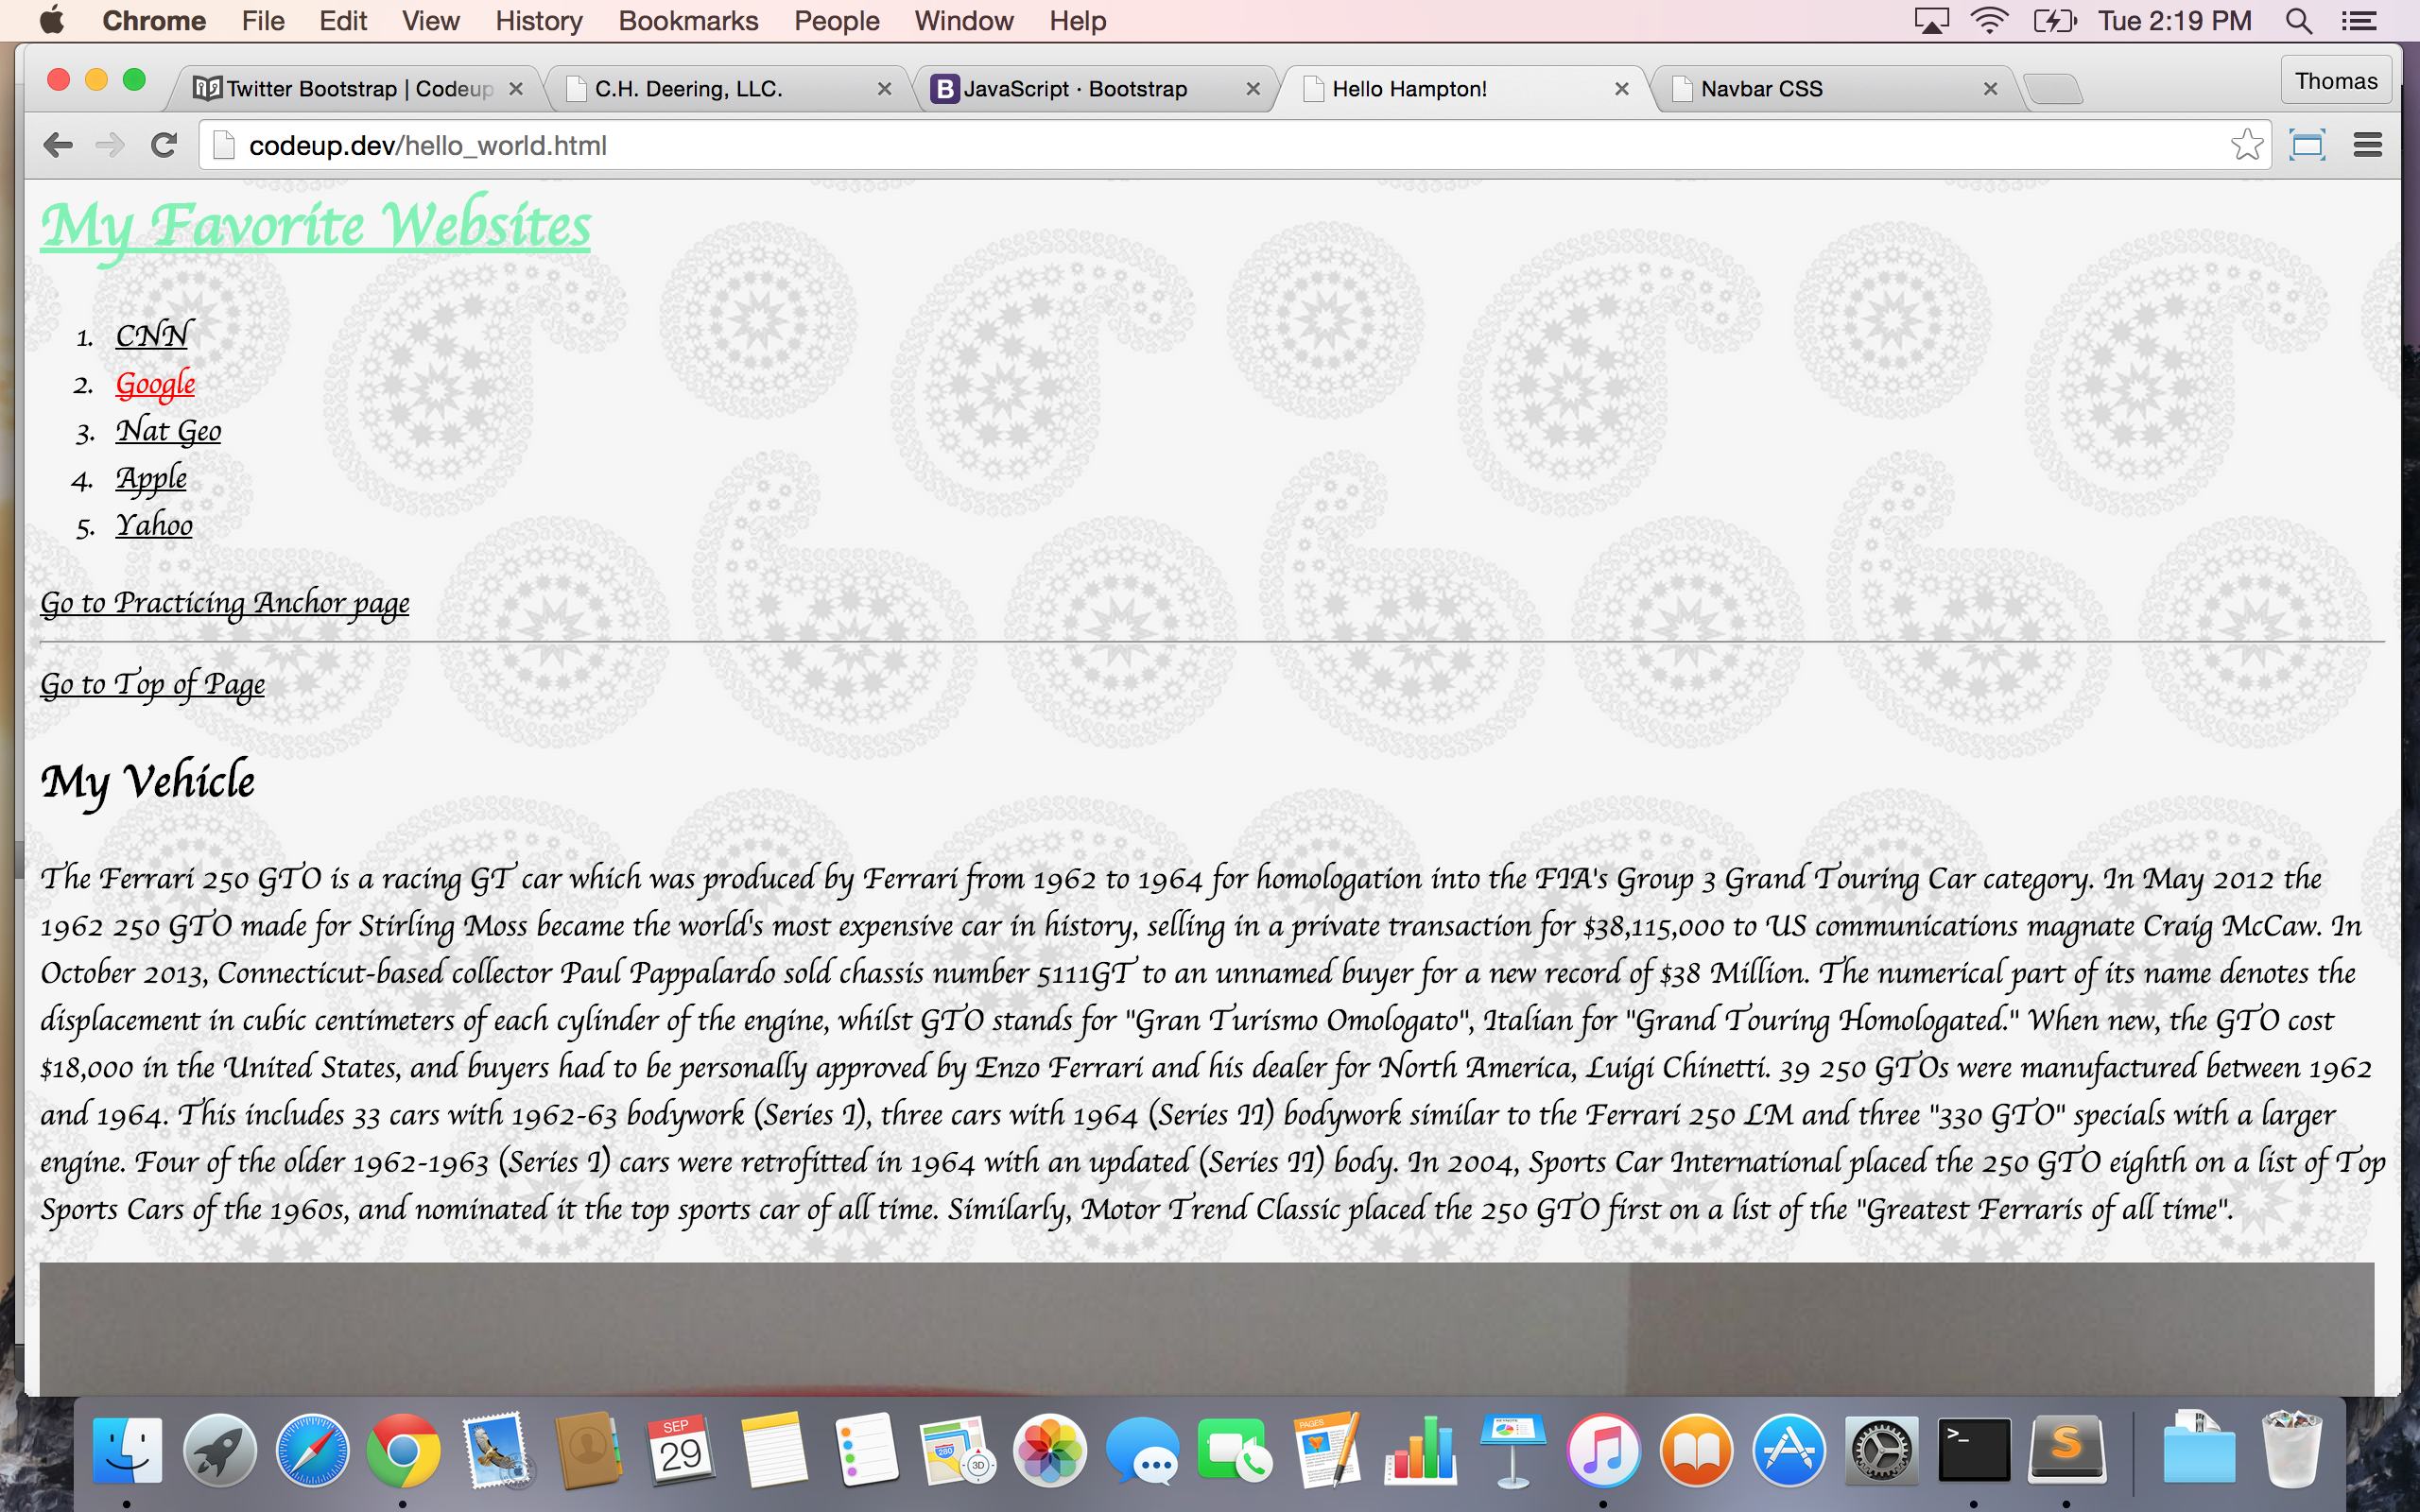 Chrome File Edit View History Bookmarks People Window Help Tue 2:19 PM
Twitter Bootstrap | Codeup C.H. Deering, LLC. B JavaScript · Bootstrap Hello Hampton! Navbar CSS Thomas
codeup.dev/hello_world.html
My Favorite Websites
1. CNN
2. Google
3. Nat Geo
4. Apple
5. Yahoo
Go to Practicing Anchor page
Go to Top of Page
My Vehicle
The Ferrari 250 GTO is a racing GT car which was produced by Ferrari from 1962 to 1964 for homologation into the FIA's Group 3 Grand Touring Car category. In May 2012 the
1962 250 GTO made for Stirling Moss became the world's most expensive car in history, selling in a private transaction for $38,115,000 to US communications magnate Craig McCaw. In
October 2013, Connecticut-based collector Paul Pappalardo sold chassis number 5111GT to an unnamed buyer for a new record of $38 Million. The numerical part of its name denotes the
displacement in cubic centimeters of each cylinder of the engine, whilst GTO stands for "Gran Turismo Omologato", Italian for "Grand Touring Homologated." When new, the GTO cost
$18,000 in the United States, and buyers had to be personally approved by Enzo Ferrari and his dealer for North America, Luigi Chinetti. 39 250 GTOs were manufactured between 1962
and 1964. This includes 33 cars with 1962-63 bodywork (Series I), three cars with 1964 (Series II) bodywork similar to the Ferrari 250 LM and three "330 GTO" specials with a larger
engine. Four of the older 1962-1963 (Series I) cars were retrofitted in 1964 with an updated (Series II) body. In 2004, Sports Car International placed the 250 GTO eighth on a list of Top
Sports Cars of the 1960s, and nominated it the top sports car of all time. Similarly, Motor Trend Classic placed the 250 GTO first on a list of the "Greatest Ferraris of all time".
SEP
29
280
3D
PAGES
KEYNOTE
>_
S